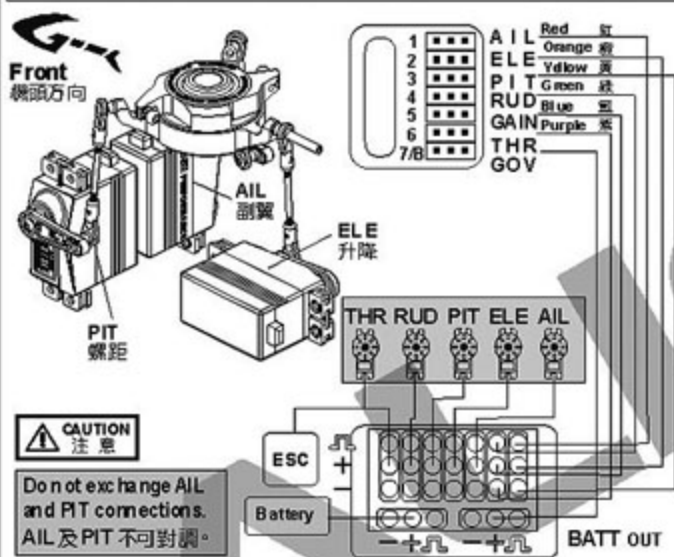 Front
機頭方向
AIL
副翼
ELE
升降
PIT
螺距
1
2
3
4
5
6
7/8
AIL Red 紅
ELE Orange 橙
PIT Yellow 黃
RUD Green 綠
GAIN Blue 藍
THR Purple 紫
GOV
THR RUD PIT ELE AIL
CAUTION
注意
Do not exchange AIL
and PIT connections.
AIL及PIT 不可對調。
ESC
+
−
Battery
− +
− +
BATT OUT